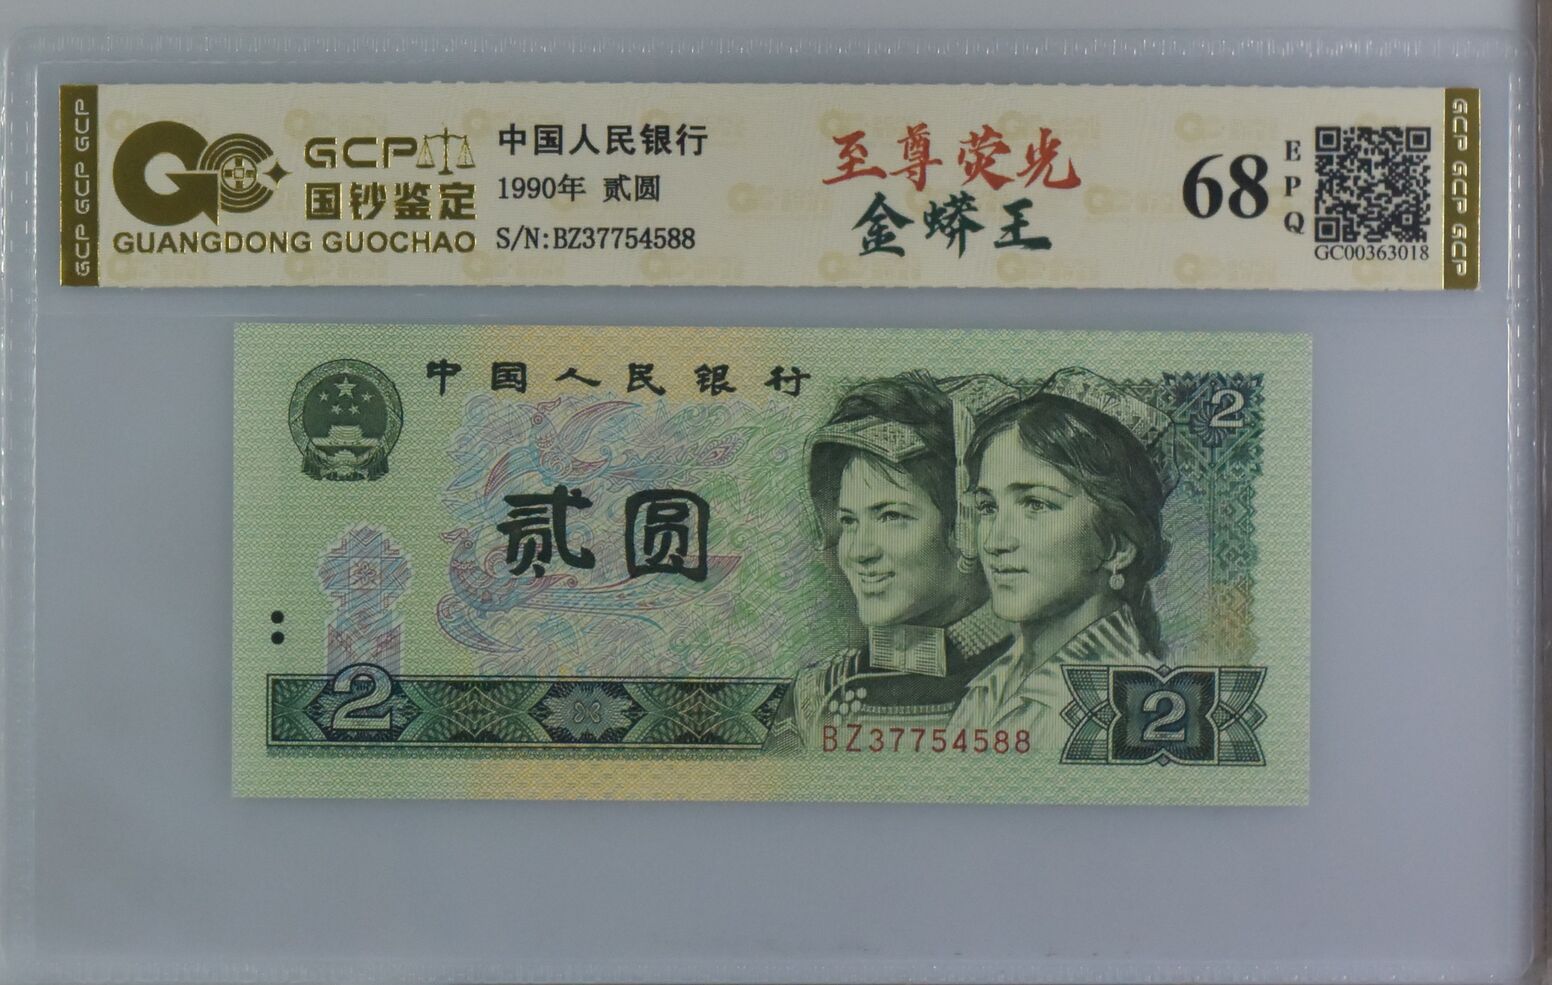 GCP GCP GCP
GCP
国钞鉴定
GUANGDONG GUOCHAO
中国人民银行
1990年 贰圆
S/N:BZ37754588
至尊荧光
金蟒王
68
EPQ
GC00363018
GCP GCP GCP
中国人民银行
2
贰圆
2
2
BZ37754588